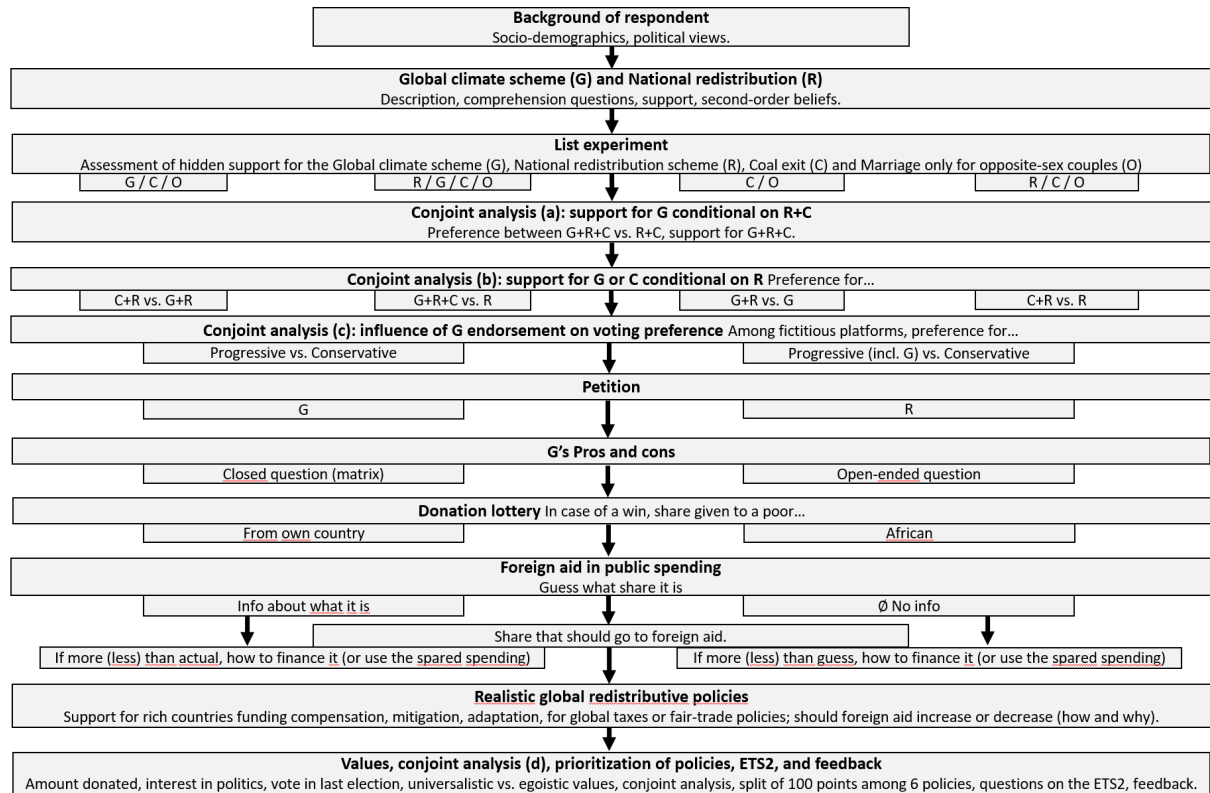 Background of respondent
Socio-demographics, political views.
Global climate scheme (G) and National redistribution (R)
Description, comprehension questions, support, second-order beliefs.
List experiment
Assessment of hidden support for the Global climate scheme (G), National redistribution scheme (R), Coal exit (C) and Marriage only for opposite-sex couples (O)
G / C / O
R / G / C / O
C / O
R / C / O
Conjoint analysis (a): support for G conditional on R+C
Preference between G+R+C vs. R+C, support for G+R+C.
Conjoint analysis (b): support for G or C conditional on R Preference for…
C+R vs. G+R
G+R+C vs. R
G+R vs. G
C+R vs. R
Conjoint analysis (c): influence of G endorsement on voting preference Among fictitious platforms, preference for…
Progressive vs. Conservative
Progressive (incl. G) vs. Conservative
Petition
G
R
G’s Pros and cons
Closed question (matrix)
Open-ended question
Donation lottery In case of a win, share given to a poor…
From own country
African
Foreign aid in public spending
Guess what share it is
Info about what it is
Ø No info
Share that should go to foreign aid.
If more (less) than actual, how to finance it (or use the spared spending)
If more (less) than guess, how to finance it (or use the spared spending)
Realistic global redistributive policies
Support for rich countries funding compensation, mitigation, adaptation, for global taxes or fair-trade policies; should foreign aid increase or decrease (how and why).
Values, conjoint analysis (d), prioritization of policies, ETS2, and feedback
Amount donated, interest in politics, vote in last election, universalistic vs. egoistic values, conjoint analysis, split of 100 points among 6 policies, questions on the ETS2, feedback.